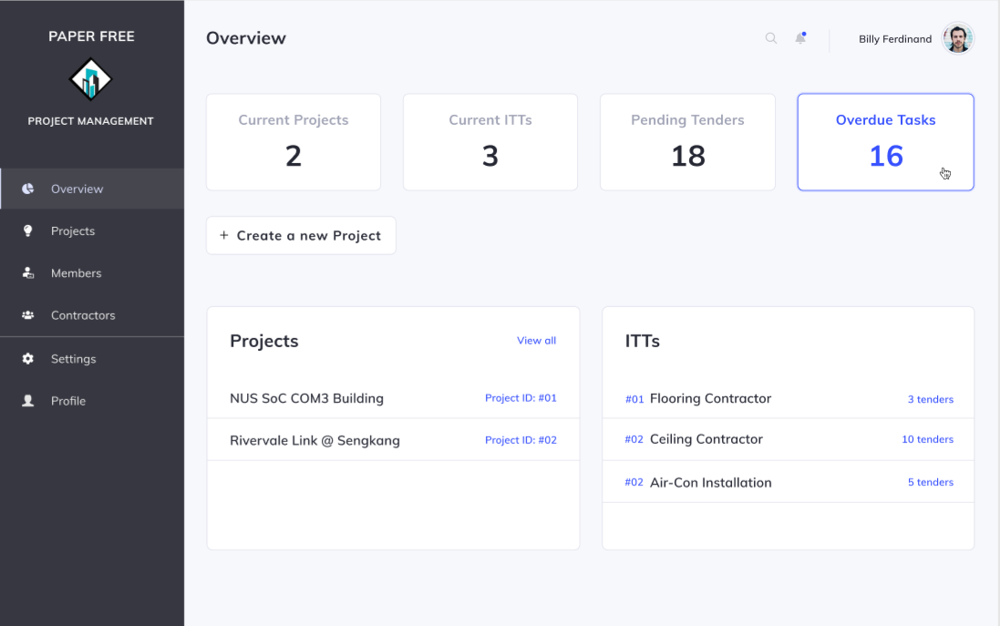 PAPER FREE
PROJECT MANAGEMENT
Overview
Projects
Members
Contractors
Settings
Profile
Overview
Billy Ferdinand
Current Projects
2
Current ITTs
3
Pending Tenders
18
Overdue Tasks
16
+ Create a new Project
Projects View all
NUS SoC COM3 Building Project ID: #01
Rivervale Link @ Sengkang Project ID: #02
ITTs
#01 Flooring Contractor 3 tenders
#02 Ceiling Contractor 10 tenders
#02 Air-Con Installation 5 tenders